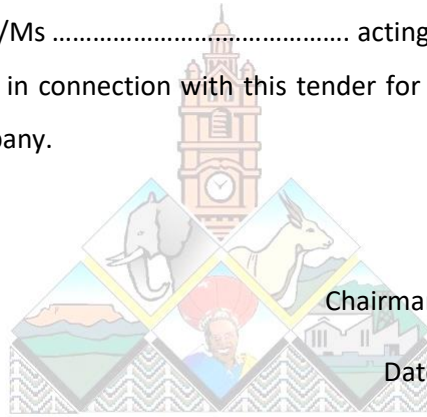 /Ms …………………………………. acting
in connection with this tender for
pany.
Chairma
Dat